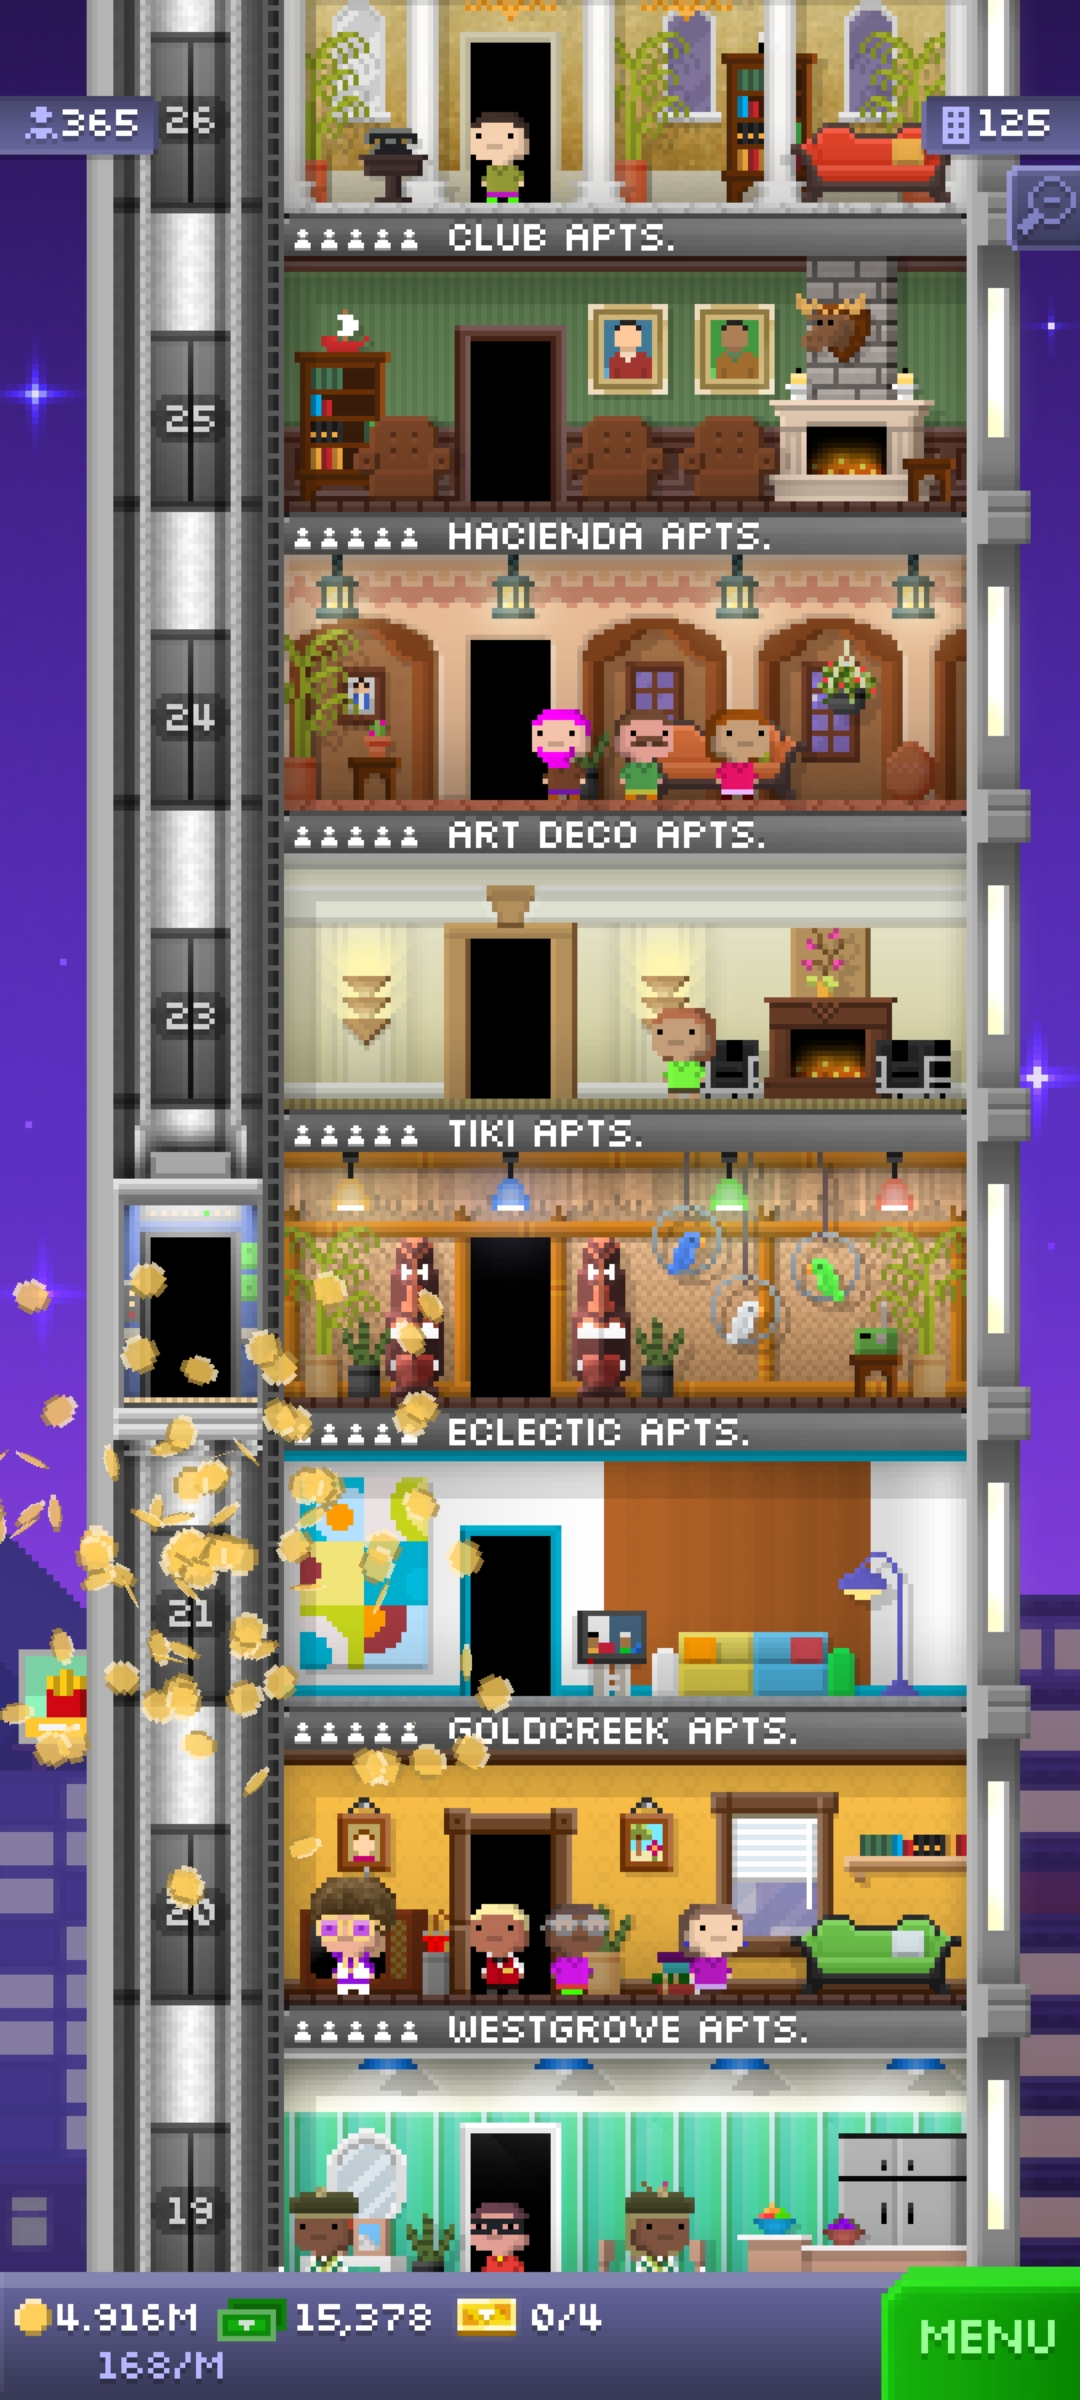 26
365
125
CLUB APTS.
25
HACIENDA APTS.
24
ART DECO APTS.
23
TIKI APTS.
ECLECTIC APTS.
21
GOLDCREEK APTS.
20
WESTGROVE APTS.
19
4.916M 15,378 0/4
168/M
MENU